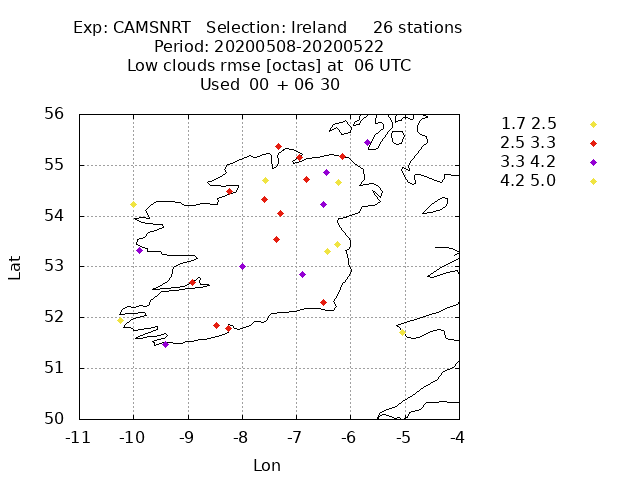 Exp: CAMSNRT Selection: Ireland 26 stations
Period: 20200508-20200522
Low clouds rmse [octas] at 06 UTC
Used 00 + 06 30
1.7 2.5
2.5 3.3
3.3 4.2
4.2 5.0
56
55
54
53
52
51
50
Lat
-11 -10 -9 -8 -7 -6 -5 -4
Lon